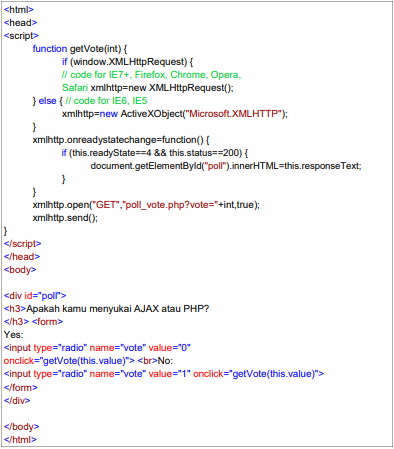 <html>
<head>
<script>
function getVote(int) {
if (window.XMLHttpRequest) {
// code for IE7+, Firefox, Chrome, Opera,
Safari xmlhttp=new XMLHttpRequest();
} else { // code for IE6, IE5
xmlhttp=new ActiveXObject("Microsoft.XMLHTTP");
}
xmlhttp.onreadystatechange=function() {
if (this.readyState==4 && this.status==200) {
document.getElementById("poll").innerHTML=this.responseText;
}
}
xmlhttp.open("GET","poll_vote.php?vote="+int,true);
xmlhttp.send();
}
</script>
</head>
<body>
<div id="poll">
<h3>Apakah kamu menyukai AJAX atau PHP?
</h3> <form>
Yes:
<input type="radio" name="vote" value="0"
onclick="getVote(this.value)"> <br>No:
<input type="radio" name="vote" value="1" onclick="getVote(this.value)">
</form>
</div>
</body>
</html>